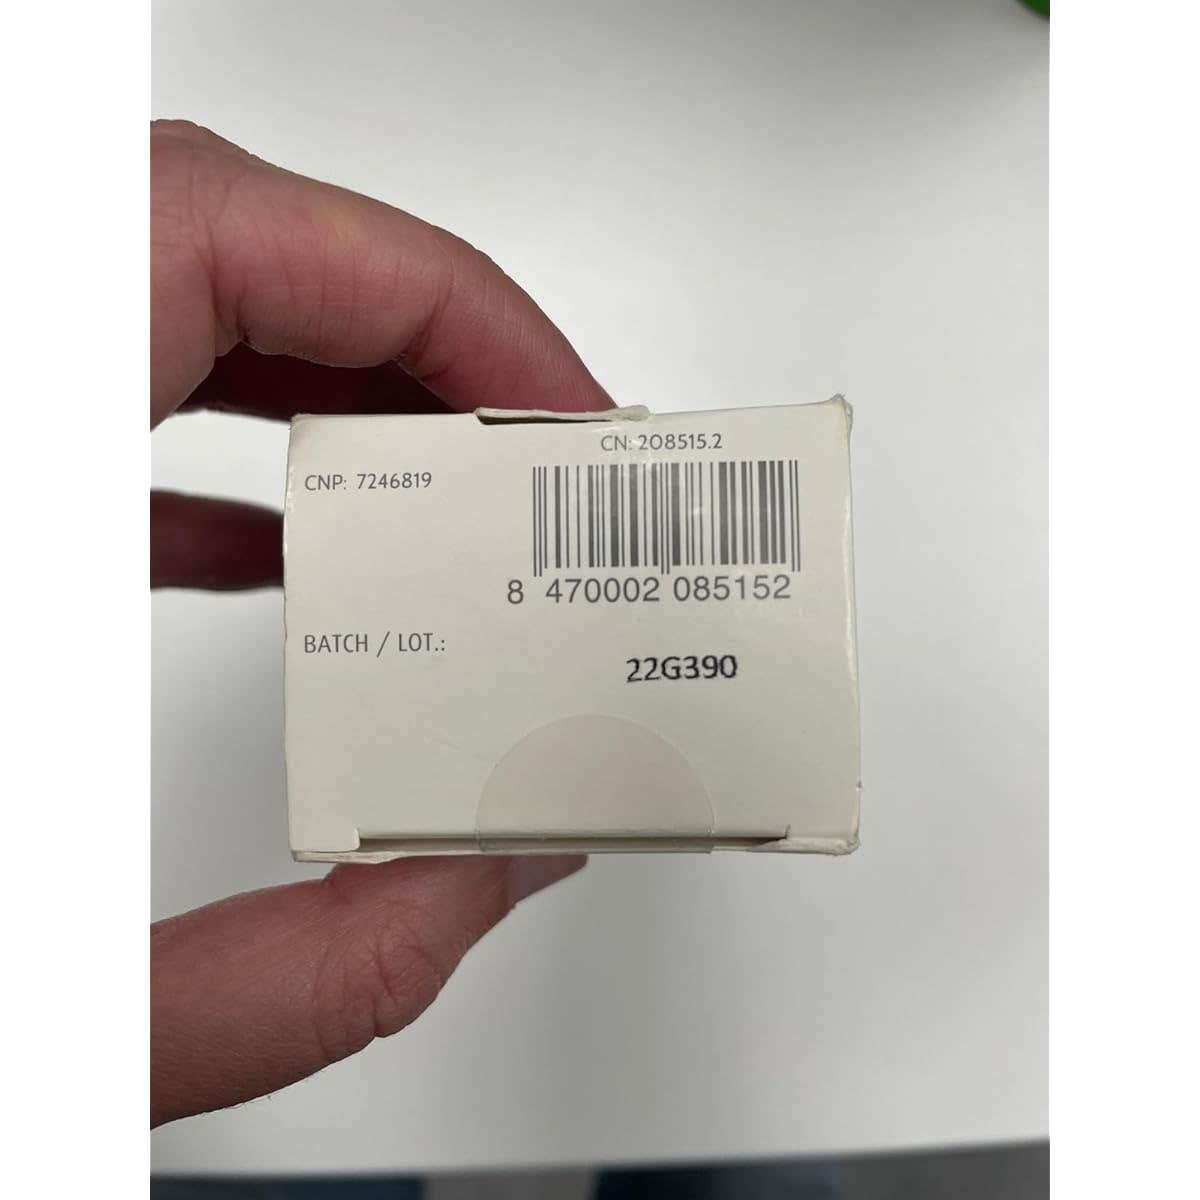 CN: 208515.2
CNP: 7246819
8 470002 085152
BATCH / LOT.:
22G390